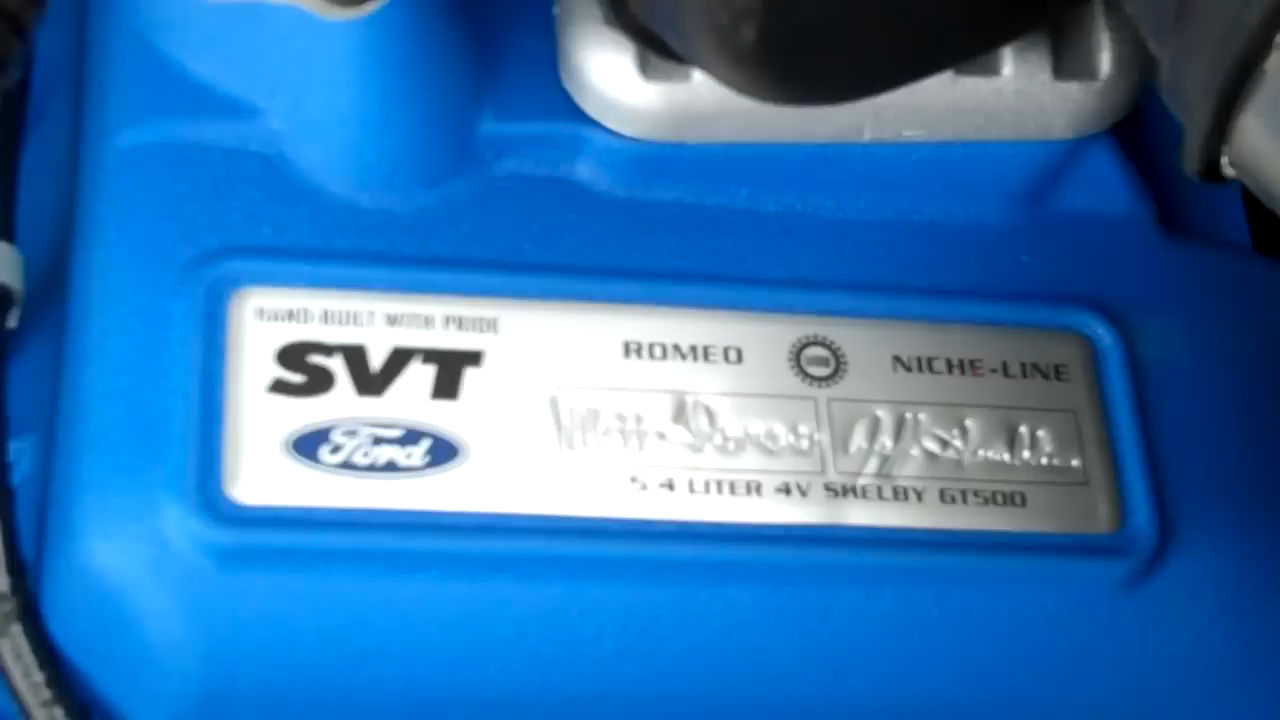 HAND BUILT WITH PRIDE
SVT
Ford
ROMEO NICHE-LINE
5.4 LITER 4V SHELBY GT500